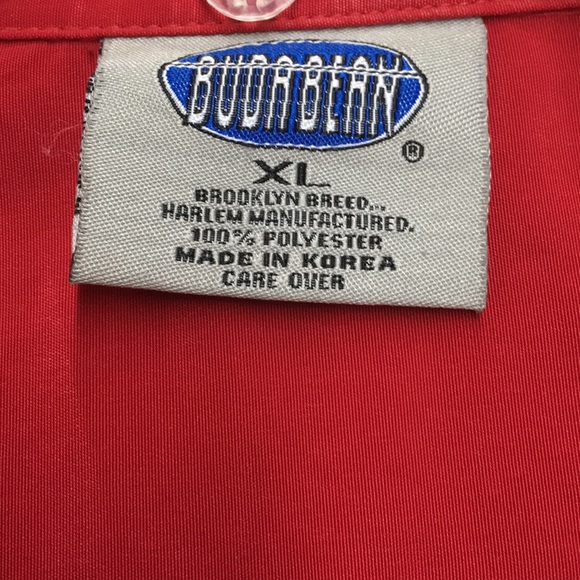 BUDA BEAN
®
XL
BROOKLYN BREED...
HARLEM MANUFACTURED.
100% POLYESTER
MADE IN KOREA
CARE OVER